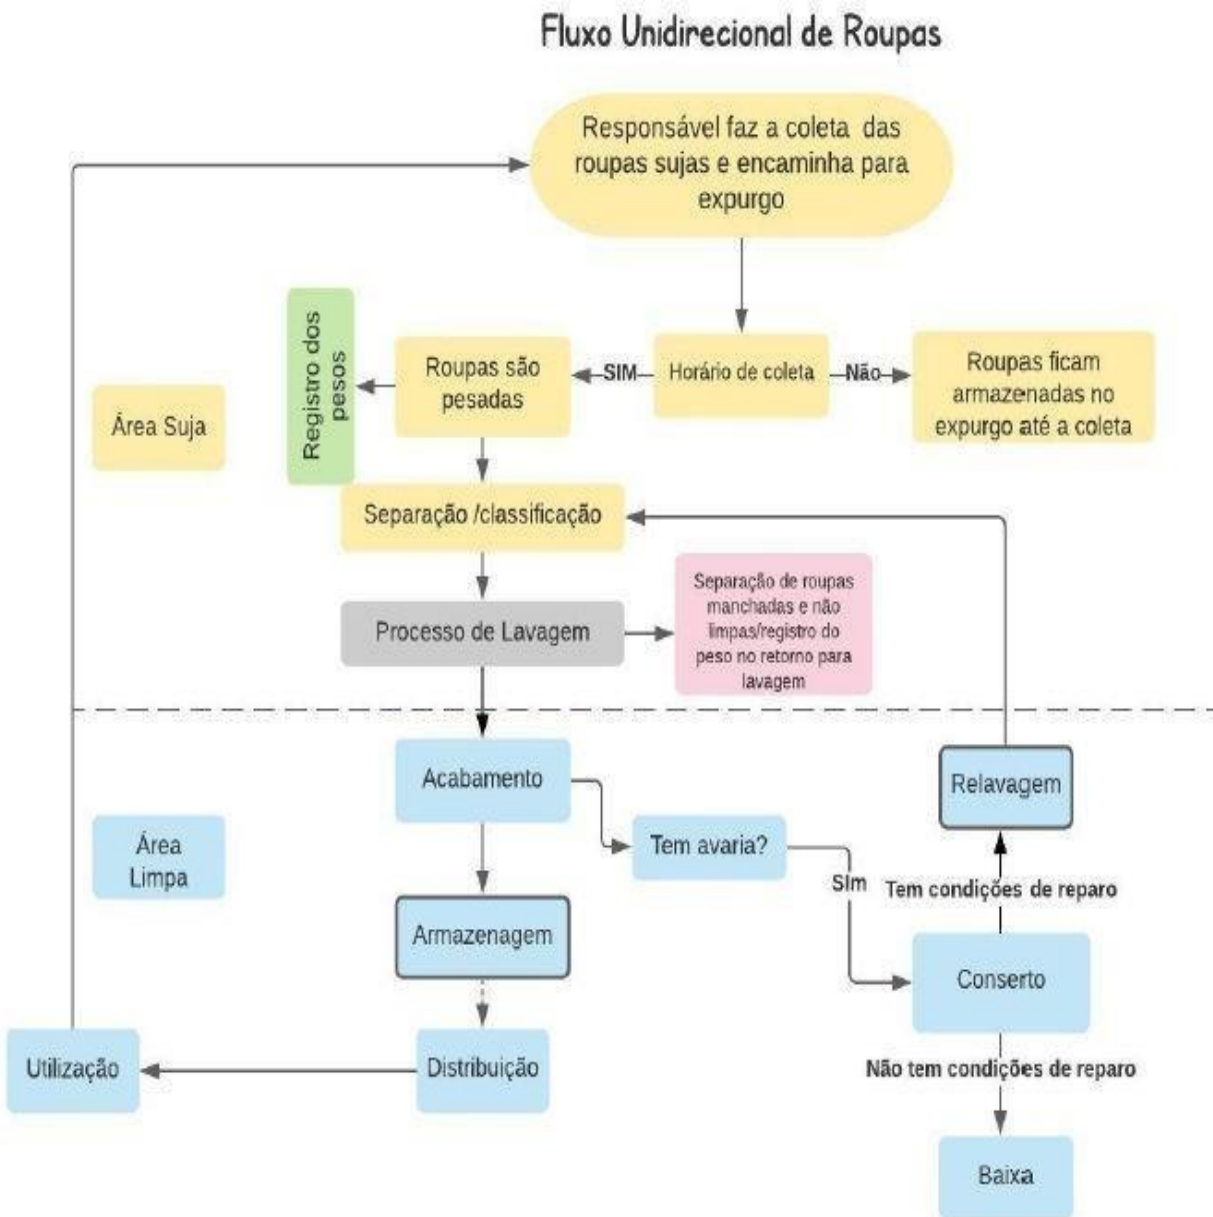 Fluxo Unidirecional de Roupas
Responsável faz a coleta das
roupas sujas e encaminha para
expurgo
Registro dos
pesos
Roupas são
pesadas
SIM
Horário de coleta
Não
Roupas ficam
armazenadas no
expurgo até a coleta
Área Suja
Separação /classificação
Processo de Lavagem
Separação de roupas
manchadas e não
limpas/registro do
peso no retorno para
lavagem
Acabamento
Relavagem
Área
Limpa
Tem avaria?
SIm
Tem condições de reparo
Armazenagem
Conserto
Utilização
Distribuição
Não tem condições de reparo
Baixa